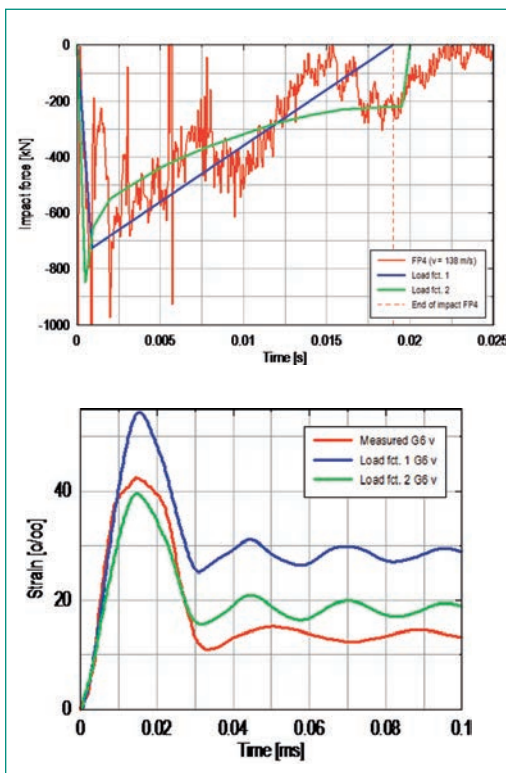 0
-200
-400
-600
-800
-1000
Impact force [kN]
FP4 (v = 138 m/s)
Load fct. 1
Load fct. 2
End of impact FP4
0 0.005 0.01 0.015 0.02 0.025
Time [s]
Measured G6 v
Load fct. 1 G6 v
Load fct. 2 G6 v
40
20
0
Strain [o/oo]
0 0.02 0.04 0.06 0.08 0.1
Time [ms]